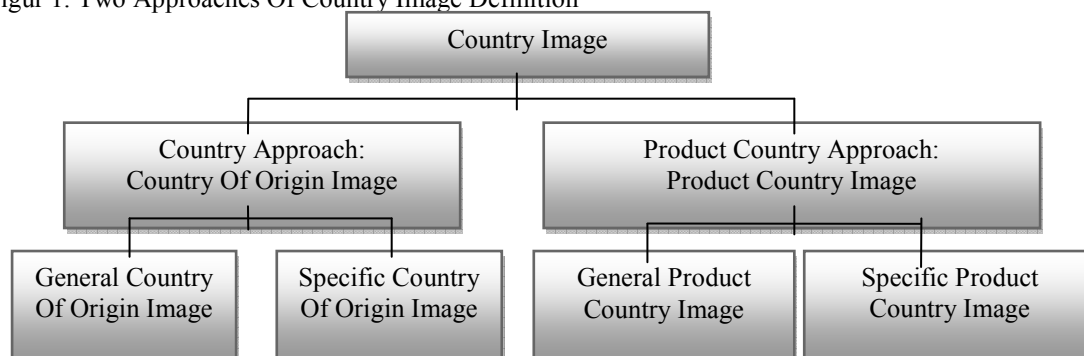 igur 1. Two Approaches Of Country Image Definition
Country Image
Country Approach:
Country Of Origin Image
Product Country Approach:
Product Country Image
General Country
Of Origin Image
Specific Country
Of Origin Image
General Product
Country Image
Specific Product
Country Image